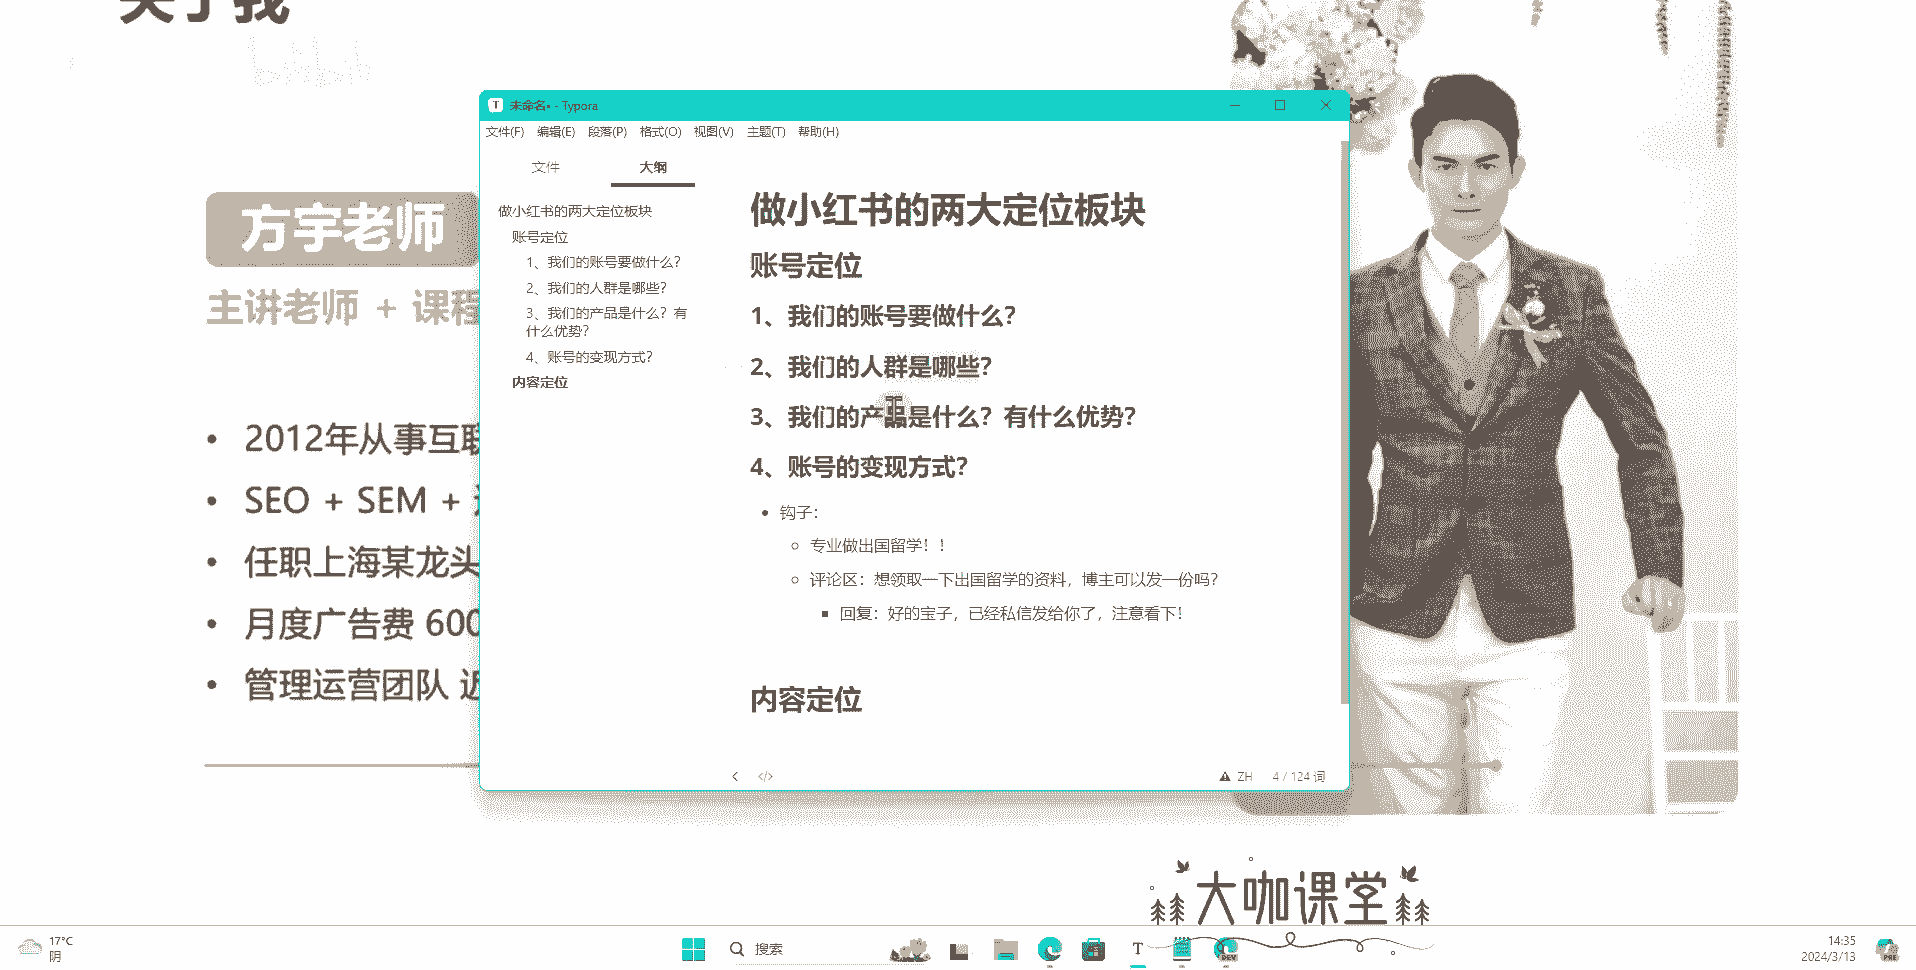 关于我
方宇老师
主讲老师 + 课程
• 2012年从事互联
• SEO + SEM +
• 任职上海某龙头
• 月度广告费 600
• 管理运营团队 近
T 未命名• - Typora
文件(F) 编辑(E) 段落(P) 格式(O) 视图(V) 主题(T) 帮助(H)
文件 大纲
做小红书的两大定位板块
账号定位
1、我们的账号要做什么?
2、我们的人群是哪些?
3、我们的产品是什么? 有
什么优势?
4、账号的变现方式?
内容定位
做小红书的两大定位板块
账号定位
1、我们的账号要做什么?
2、我们的人群是哪些?
3、我们的产品是什么? 有什么优势?
4、账号的变现方式?
• 钩子:
○ 专业做出国留学! !
○ 评论区: 想领取一下出国留学的资料, 博主可以发一份吗?
▪ 回复: 好的宝子, 已经私信发给你了, 注意看下!
内容定位
ZH 4 / 124 词
大咖课堂
17°C
阴
搜索
T
DEV
14:35
2024/3/13
PRE